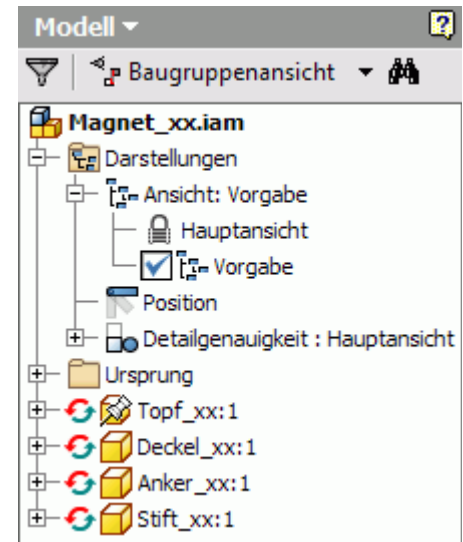 Modell
Baugruppenansicht
Magnet_xx.iam
Darstellungen
Ansicht: Vorgabe
Hauptansicht
Vorgabe
Position
Detailgenauigkeit : Hauptansicht
Ursprung
Topf_xx:1
Deckel_xx:1
Anker_xx:1
Stift_xx:1